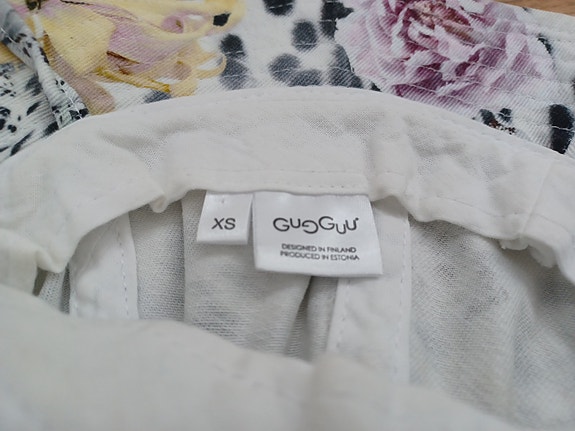 XS
GUGGUU
DESIGNED IN FINLAND
PRODUCED IN ESTONIA